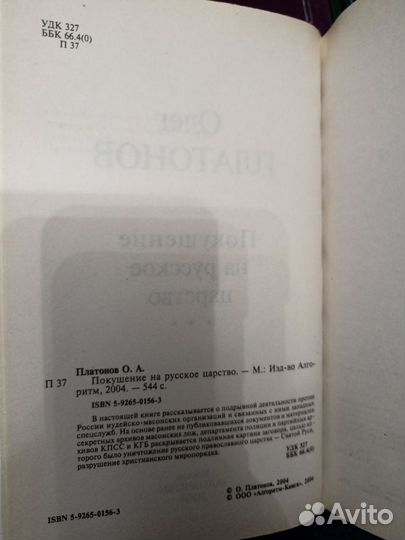 УДК 327
ББК 66.4(0)
П 37
Олег
ПЛАТОНОВ
Покушение
на русское
царство
Платонов О. А.
П 37 Покушение на русское царство. — М.: Изд-во Алго-
ритм, 2004. — 544 с.
ISBN 5-9265-0156-3
В настоящей книге рассказывается о подрывной деятельности против
России иудейско-масонских организаций и связанных с ними западных
спецслужб. На основе ранее не публиковавшихся документов и материалов
секретных архивов масонских лож, департамента полиции и партийных ар-
хивов КПСС и КГБ раскрывается подлинная картина заговора, целью ко-
торого было уничтожение русского православного царства — Святой Руси,
разрушение христианского миропорядка.
УДК 327
ББК 66.4(0)
© О. Платонов, 2004
ISBN 5-9265-0156-3
© ООО «Алгоритм-Книга», 2004
Avito